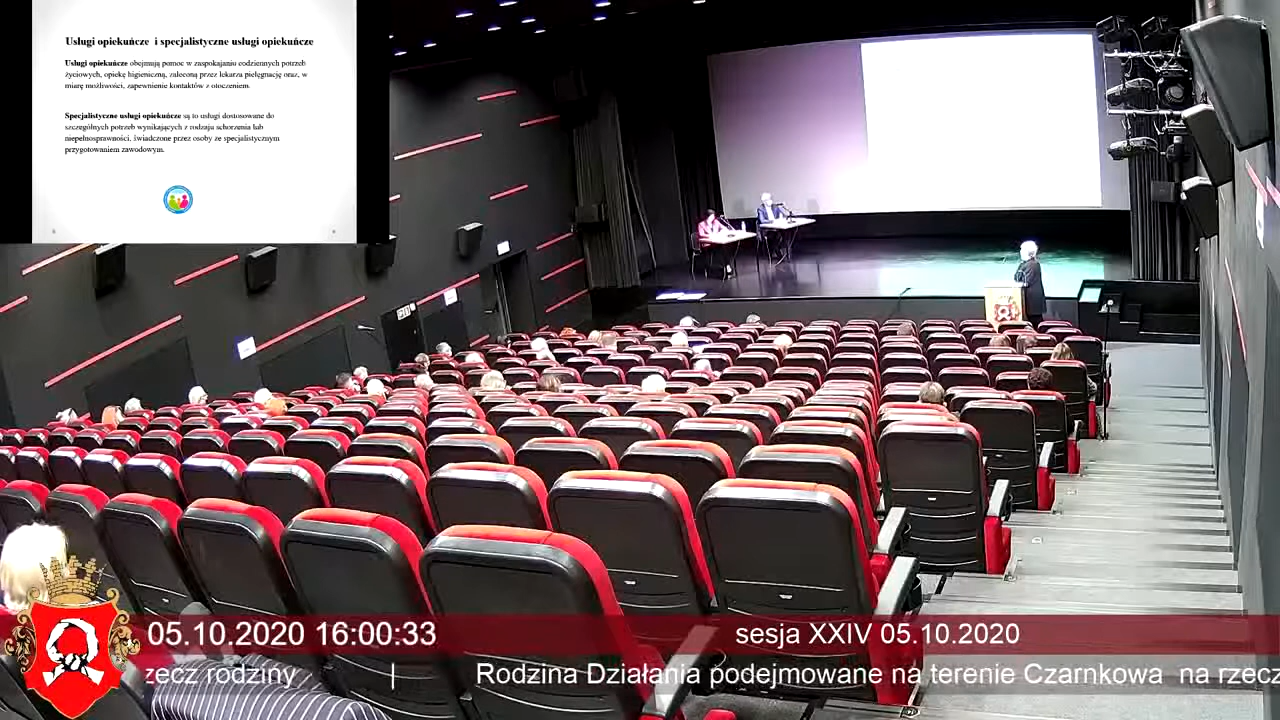 Usługi opiekuńcze i specjalistyczne usługi opiekuńcze
Usługi opiekuńcze obejmują pomoc w zaspokajaniu codziennych potrzeb
życiowych, opiekę higieniczną, zaleconą przez lekarza pielęgnację oraz, w
miarę możliwości, zapewnienie kontaktów z otoczeniem.
Specjalistyczne usługi opiekuńcze są to usługi dostosowane do
szczególnych potrzeb wynikających z rodzaju schorzenia lub
niepełnosprawności, świadczone przez osoby ze specjalistycznym
przygotowaniem zawodowym.
05.10.2020 16:00:33
sesja XXIV 05.10.2020
zecz rodziny | Rodzina Działania podejmowane na terenie Czarnkowa na rzecz